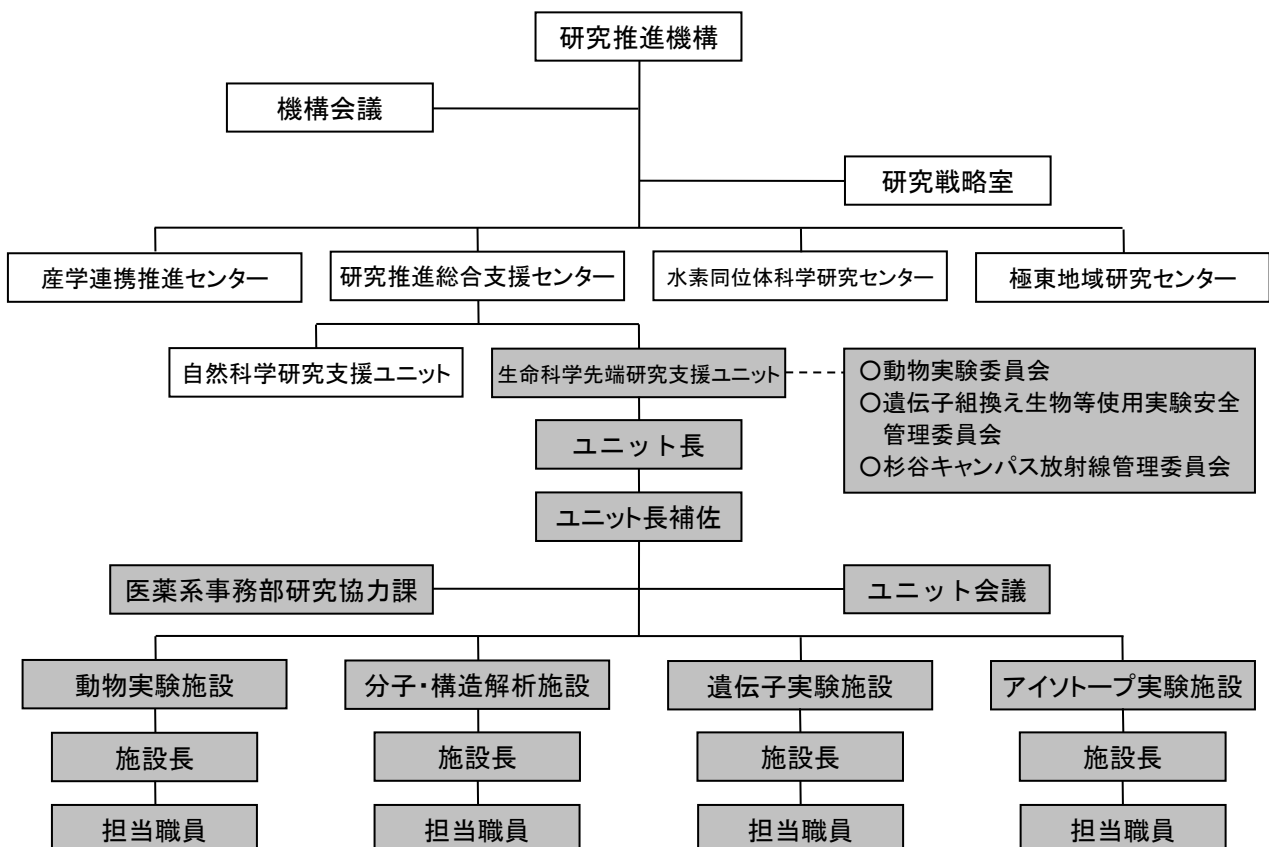 研究推進機構
機構会議
研究戦略室
産学連携推進センター
研究推進総合支援センター
水素同位体科学研究センター
極東地域研究センター
自然科学研究支援ユニット
生命科学先端研究支援ユニット
○動物実験委員会
○遺伝子組換え生物等使用実験安全
管理委員会
○杉谷キャンパス放射線管理委員会
ユニット長
ユニット長補佐
医薬系事務部研究協力課
ユニット会議
動物実験施設
分子・構造解析施設
遺伝子実験施設
アイソトープ実験施設
施設長
施設長
施設長
施設長
担当職員
担当職員
担当職員
担当職員